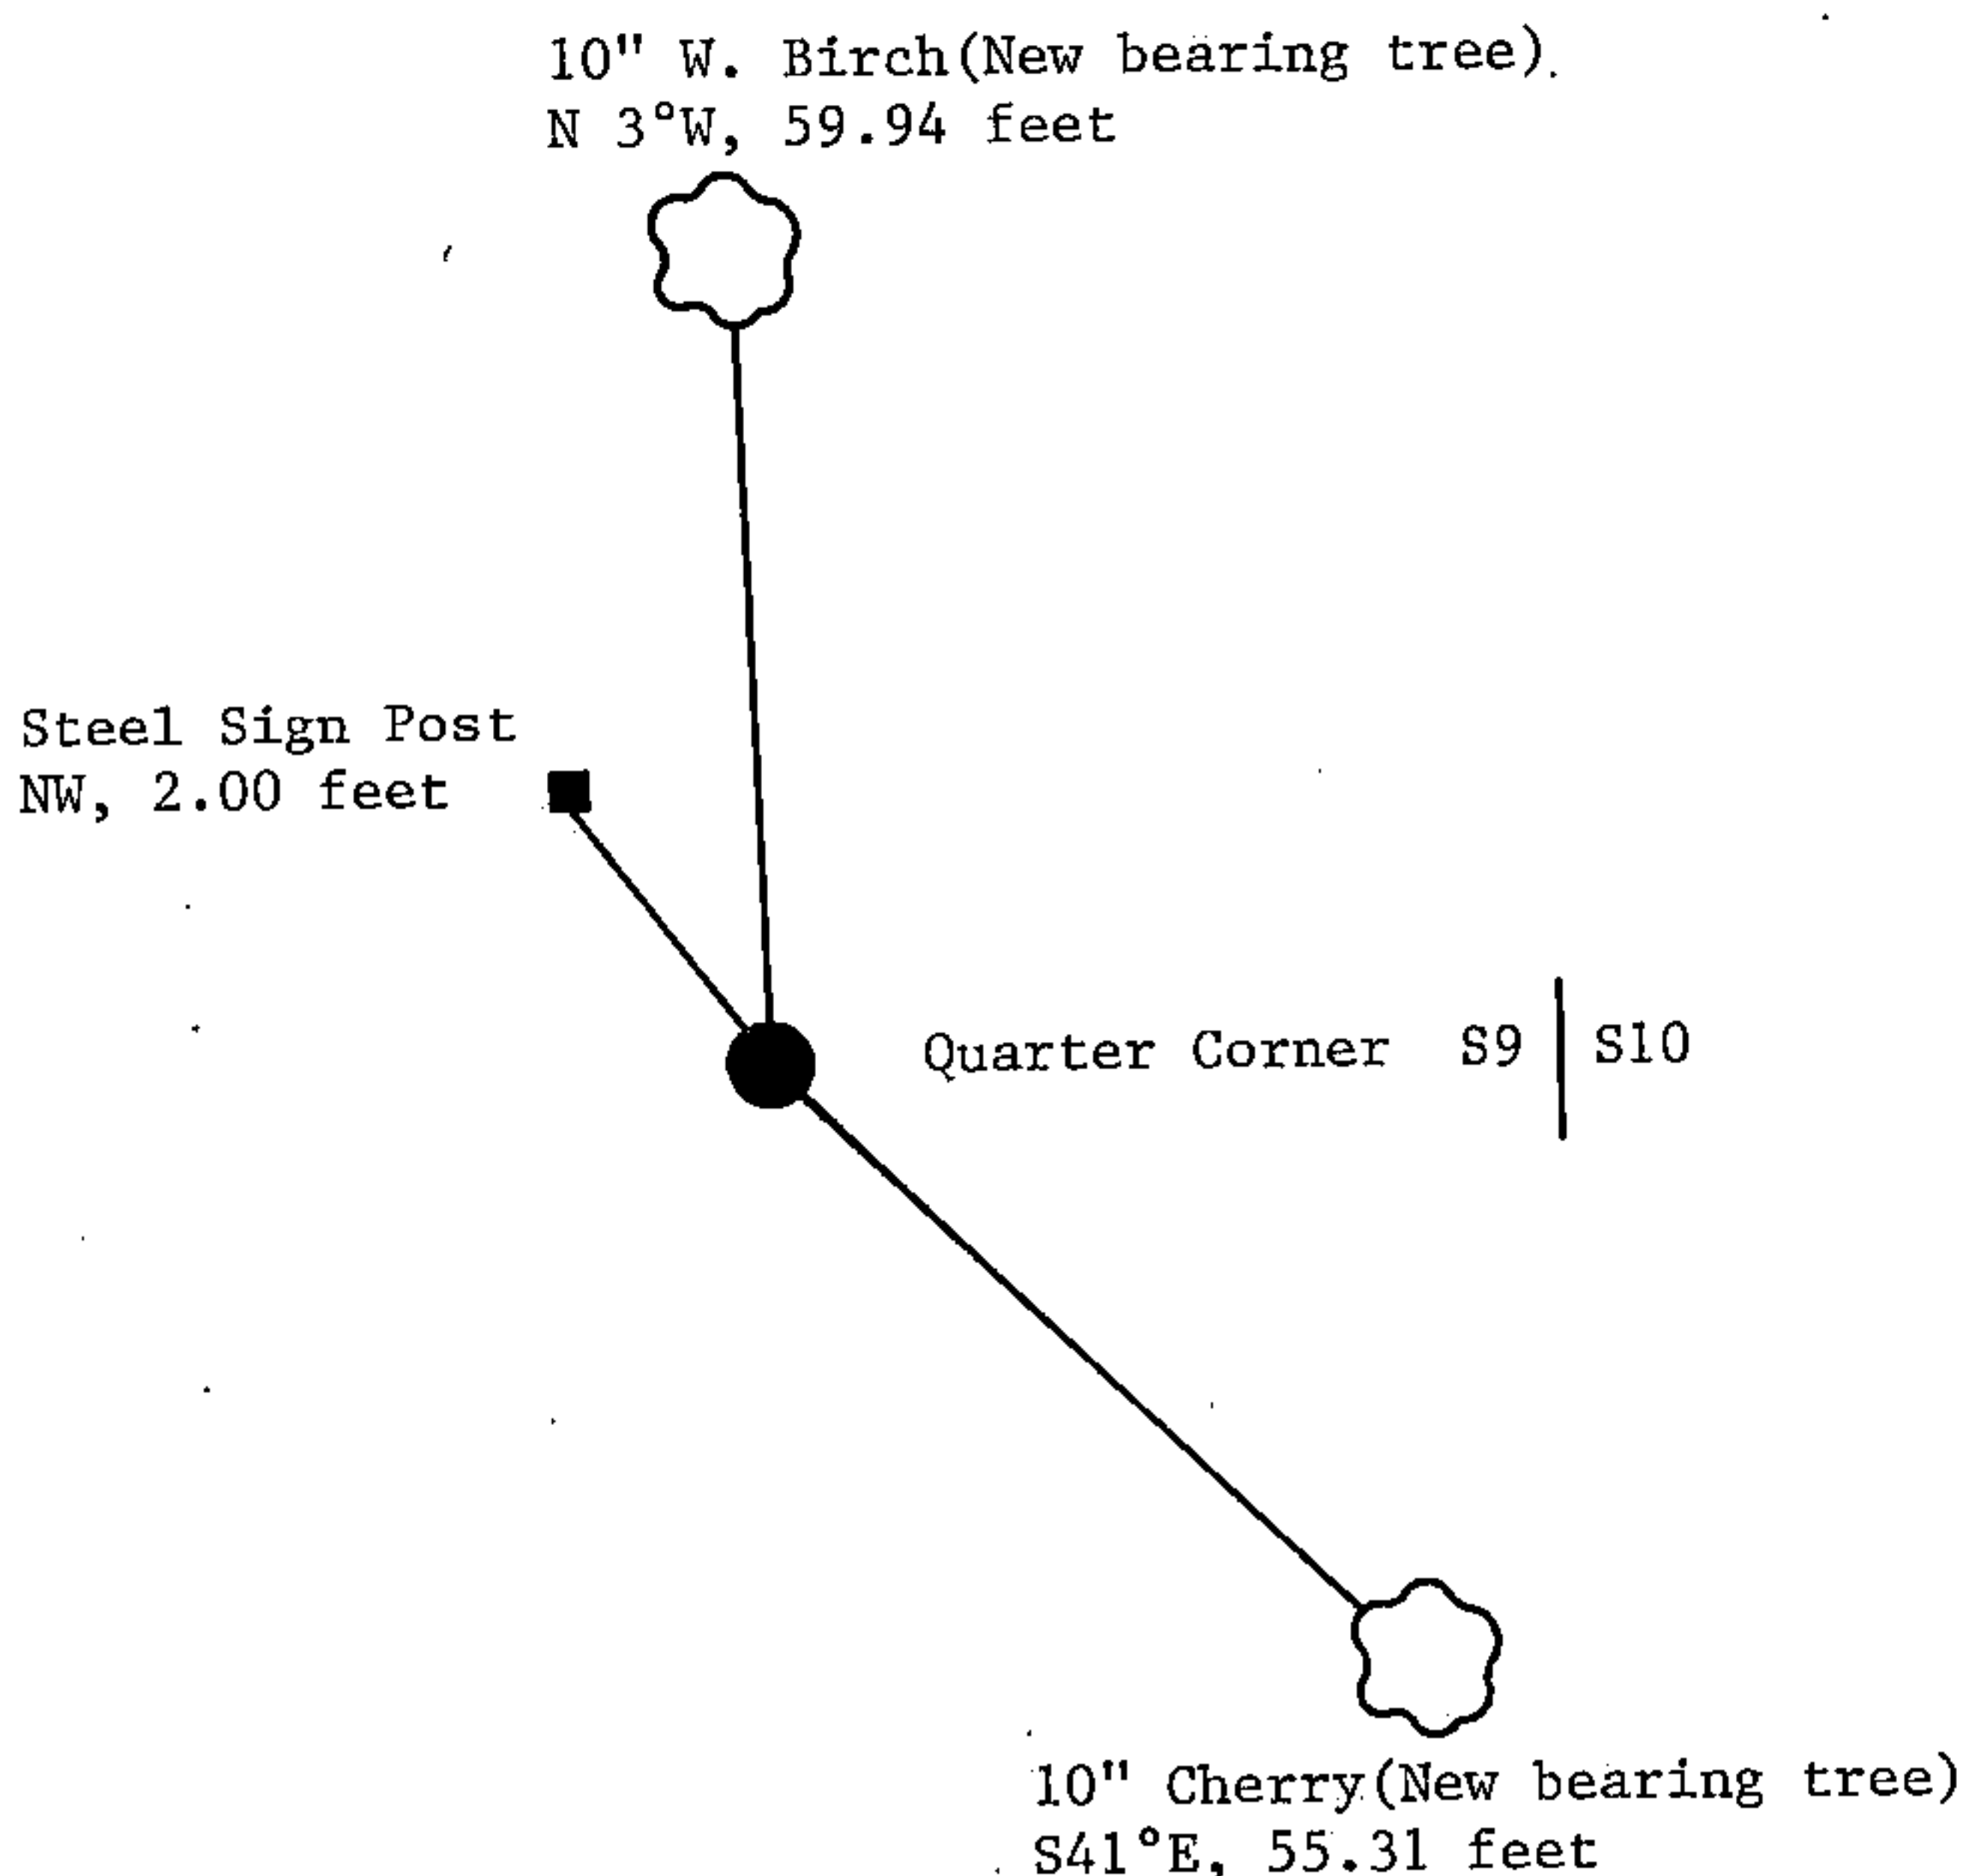 10" W. Birch(New bearing tree).
N 3°W, 59.94 feet
Steel Sign Post
NW, 2.00 feet
Quarter Corner S9 | S10
10" Cherry(New bearing tree)
S41°E, 55.31 feet